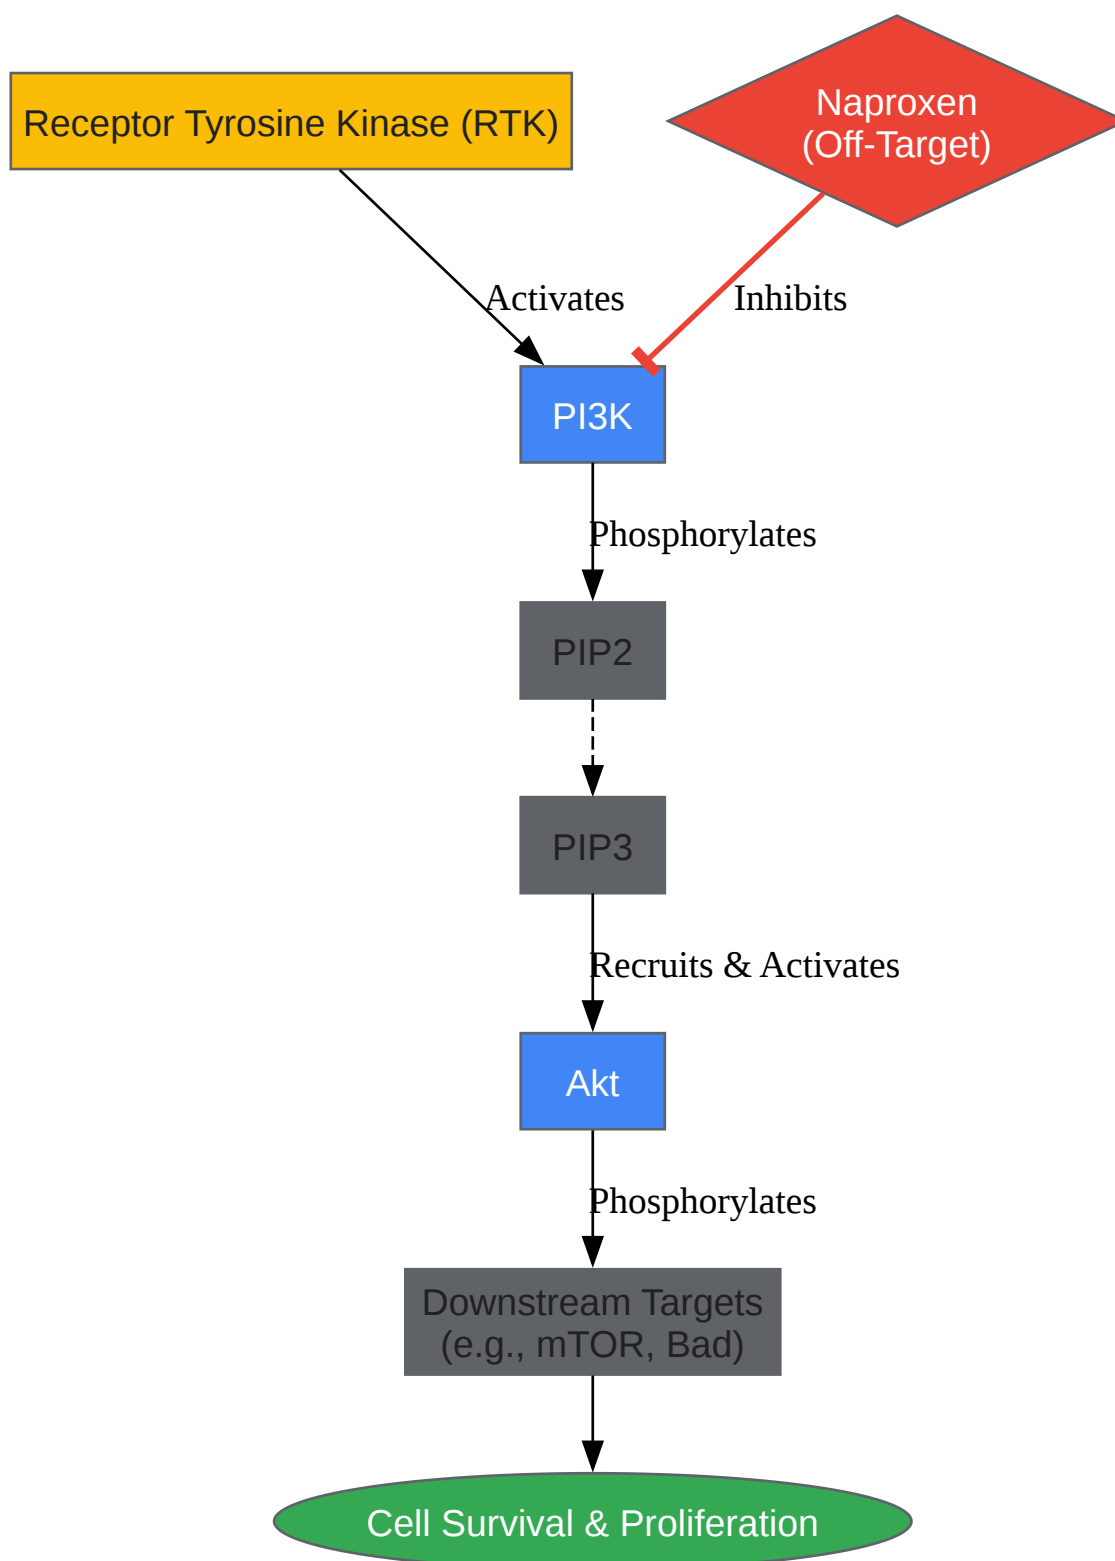 Receptor Tyrosine Kinase (RTK)
Naproxen
(Off-Target)
Activates
Inhibits
PI3K
Phosphorylates
PIP2
PIP3
Recruits & Activates
Akt
Phosphorylates
Downstream Targets
(e.g., mTOR, Bad)
Cell Survival & Proliferation